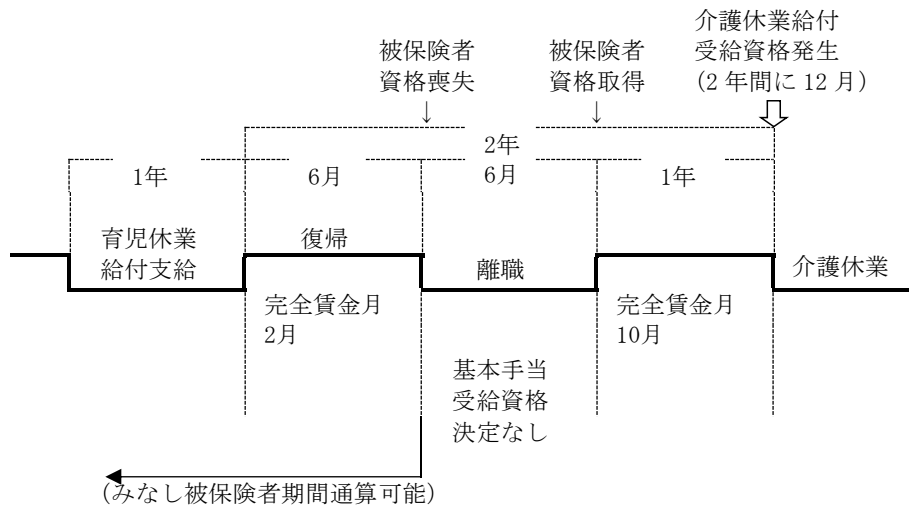 介護休業給付
受給資格発生
(2 年間に 12 月)
被保険者
資格喪失
↓
被保険者
資格取得
↓
2年
1年
6月
6月
1年
育児休業
給付支給
復帰
離職
介護休業
完全賃金月
2月
完全賃金月
10月
基本手当
受給資格
決定なし
(みなし被保険者期間通算可能)